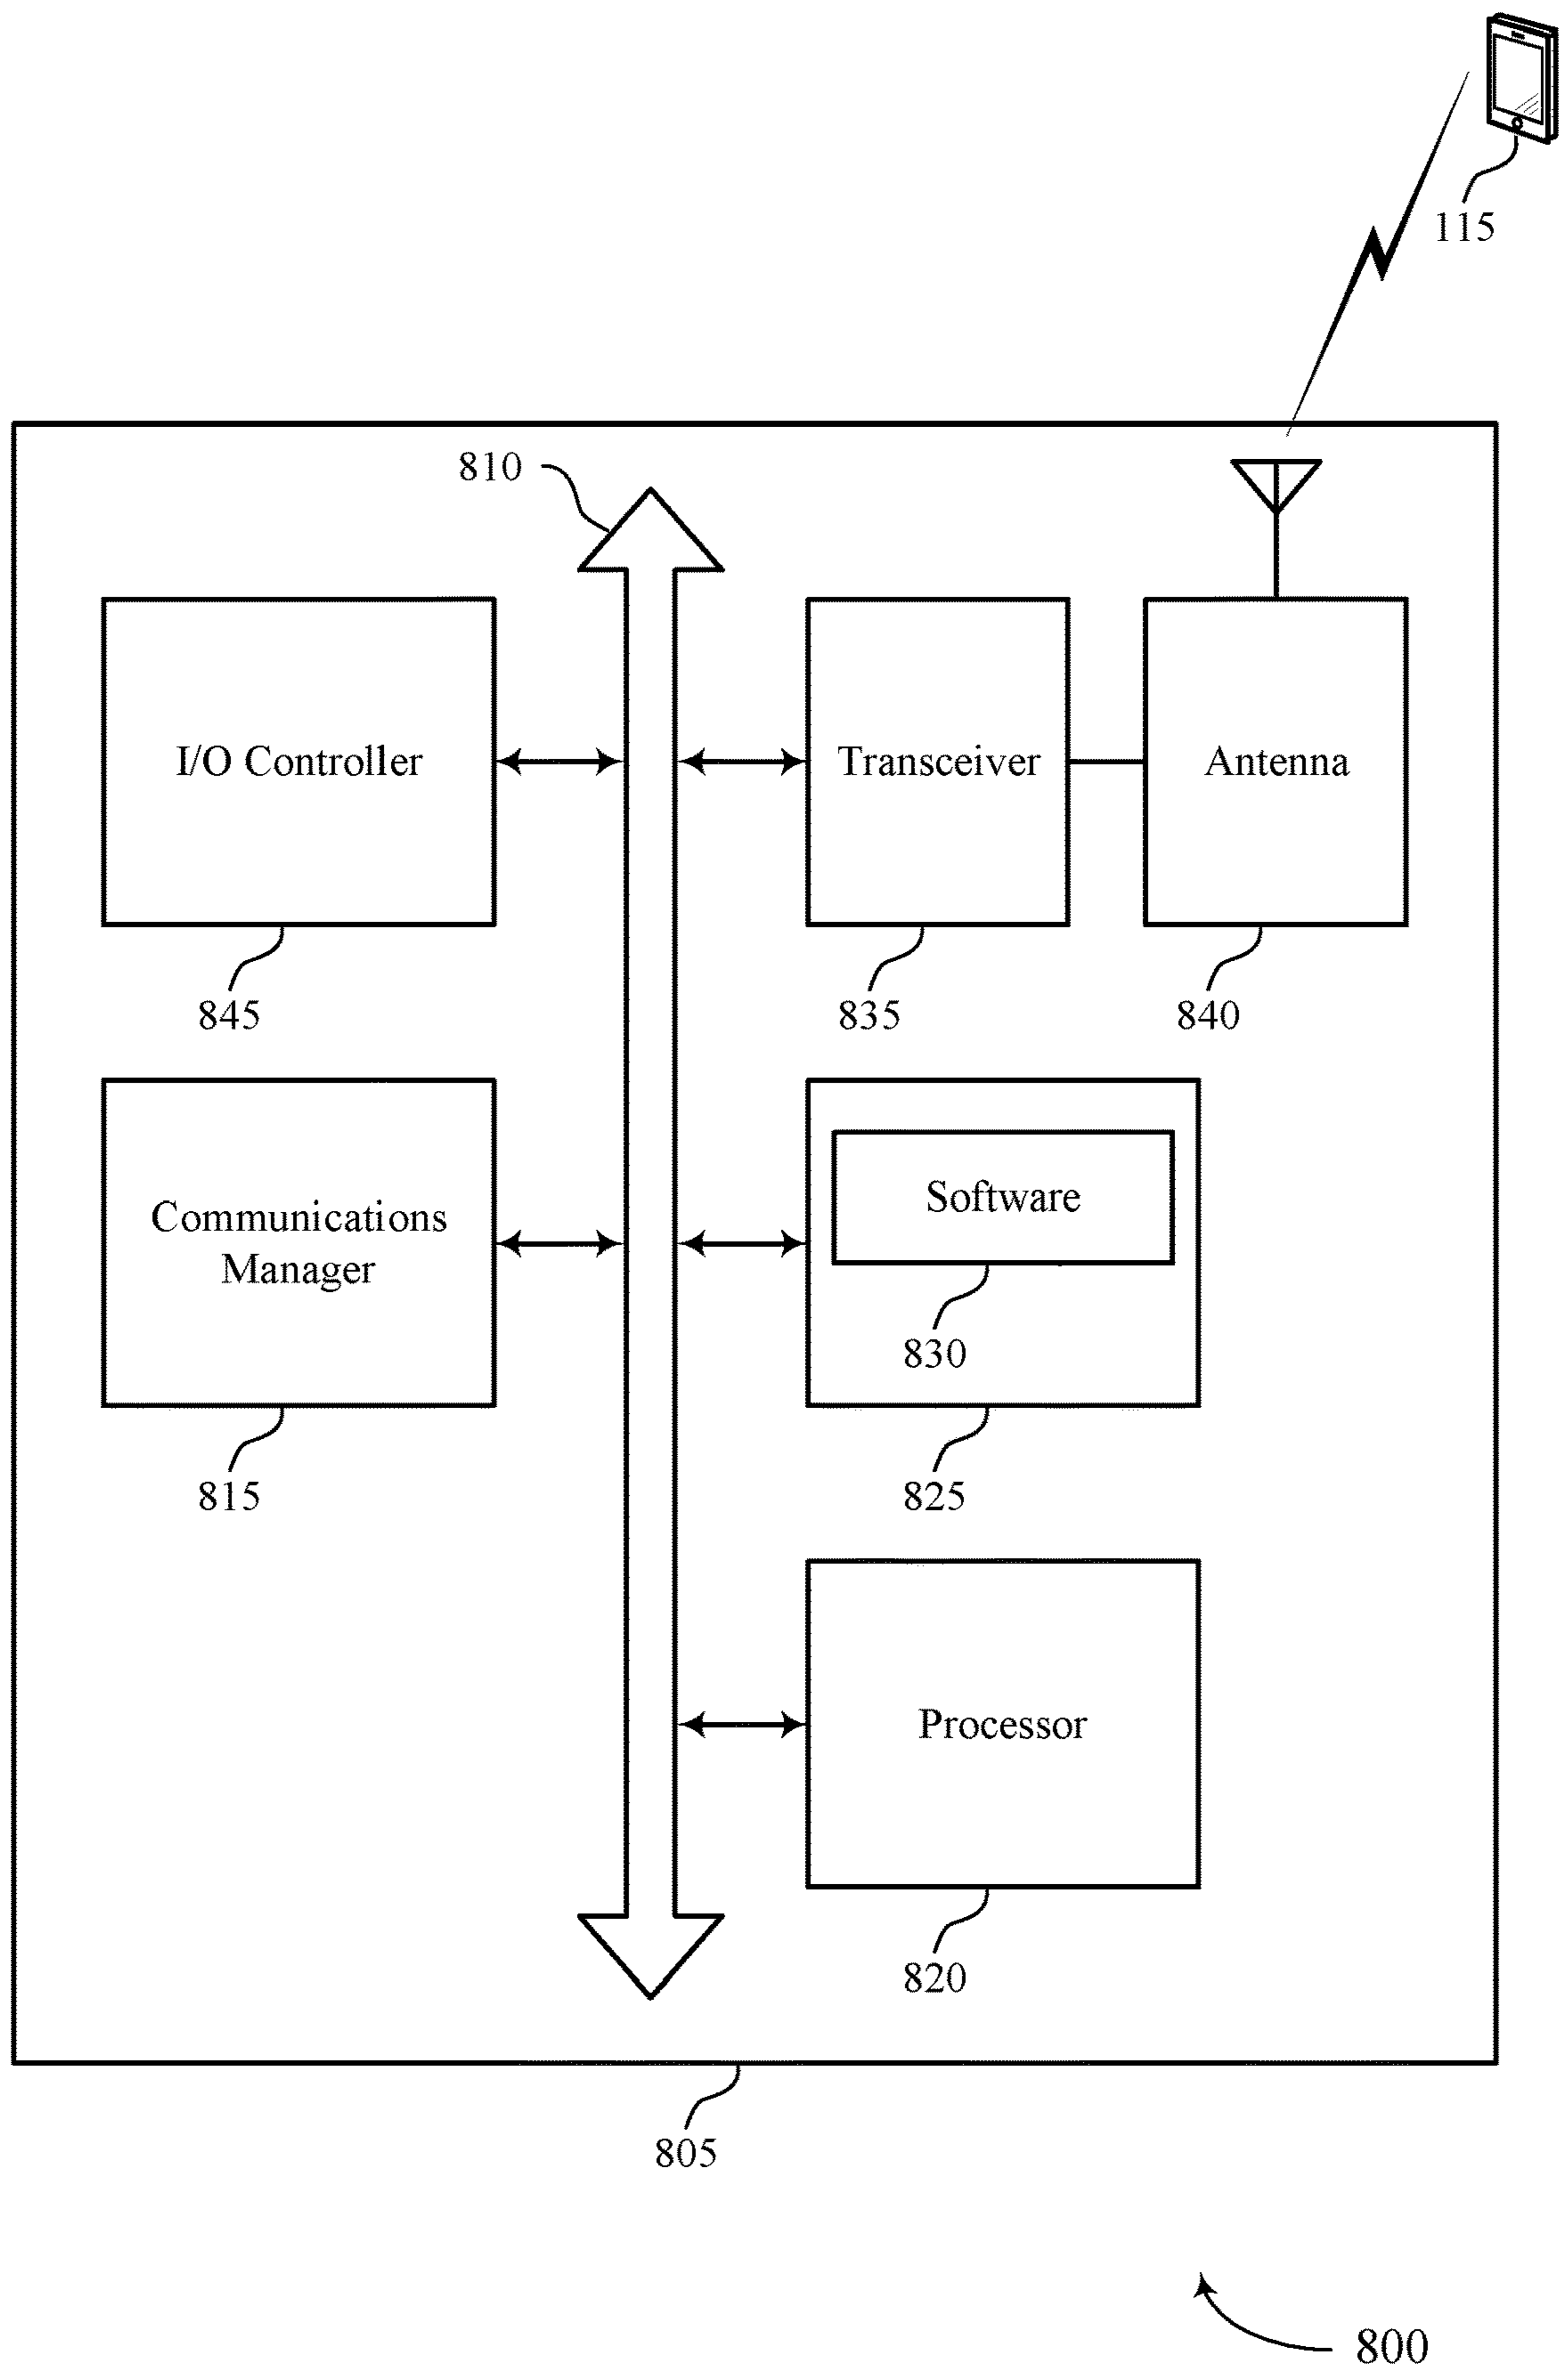 115
810
I/O Controller
Transceiver
Antenna
845
835
840
Communications
Manager
Software
830
815
825
Processor
820
805
800